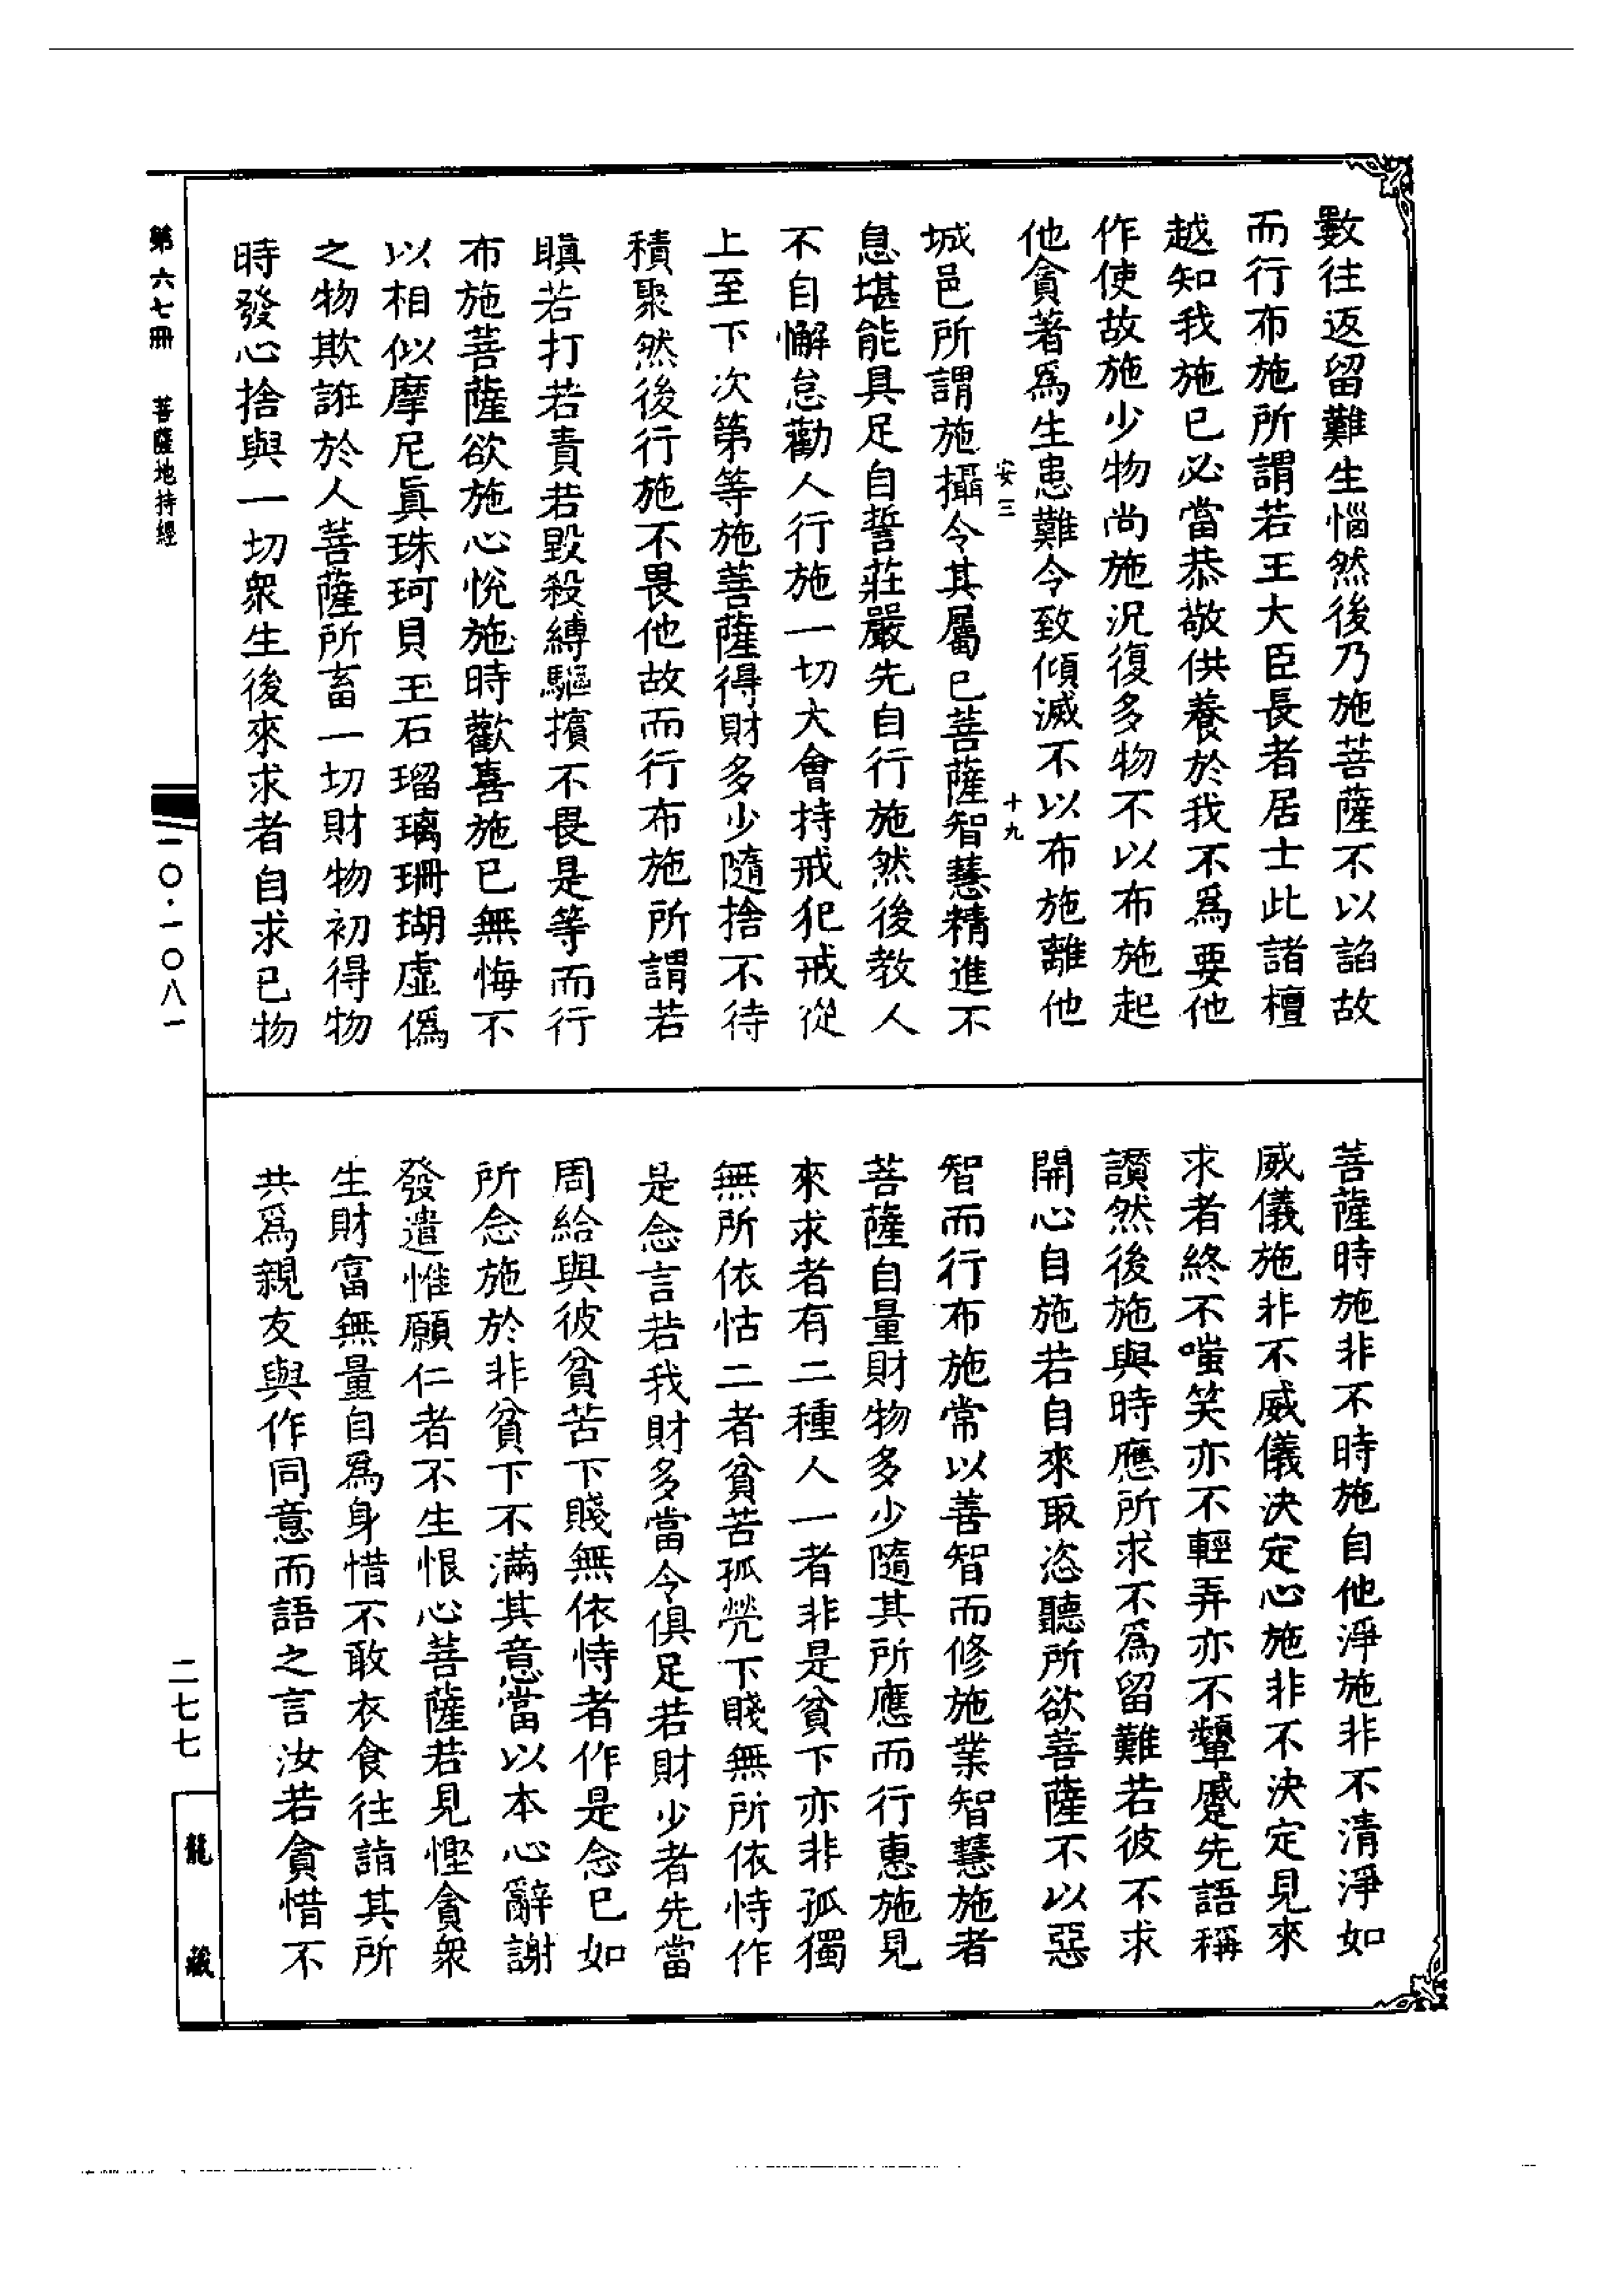 數往返留難生惱然後乃施菩薩不以諂故
而行布施所謂若王大臣長者居士此諸檀
越知我施已必當恭敬供養於我不爲要他
作使故施少物尚施況復多物不以布施起
他貪著爲生患難令致傾滅不以布施離他
安三
十九
城邑所謂施攝令其屬已菩薩智慧精進不
息堪能具足自誓莊嚴先自行施然後教人
不自懈怠勸人行施一切大會持戒犯戒從
上至下次第等施菩薩得財多少隨捨不待
積聚然後行施不畏他故而行布施所謂若
瞋若打若責若毀殺縛驅擯不畏是等而行
布施菩薩欲施心悅施時歡喜施已無悔不
以相似摩尼眞珠珂貝玉石瑠璃珊瑚虛僞
之物欺誑於人菩薩所畜一切財物初得物
時發心捨與一切衆生後來求者自求已物
菩薩時施非不時施自他淨施非不清淨如
威儀施非不威儀決定心施非不決定見來
求者終不嗤笑亦不輕弄亦不顰蹙先語稱
讚然後施與時應所求不爲留難若彼不求
開心自施若自來取恣聽所欲菩薩不以惡
智而行布施常以善智而修施業智慧施者
菩薩自量財物多少隨其所應而行惠施見
來求者有二種人一者非是貧下亦非孤獨
無所依怙二者貧苦孤煢下賤無所依恃作
是念言若我財多當令俱足若財少者先當
周給與彼貧苦下賤無依恃者作是念已如
所念施於非貧下不滿其意當以本心辭謝
發遣惟願仁者不生恨心菩薩若見慳貪衆
生財富無量自爲身惜不敢衣食往詣其所
共爲親友與作同意而語之言汝若貪惜不
第六七冊 菩薩地持經
一〇·一〇八一
二七七
龍藏